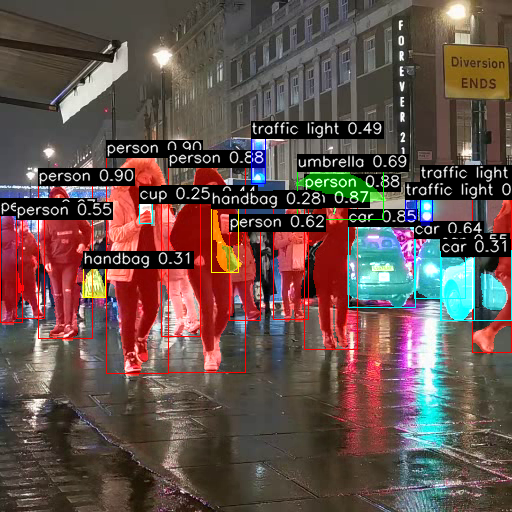 FOREVER 21
Diversion
ENDS
traffic light 0.49
person 0.90
person 0.88
umbrella 0.69
person 0.90
person 0.88
traffic light
traffic light 0
cup 0.25
handbag 0.28
0.87
person 0.55
car 0.85
person 0.62
car 0.64
car 0.31
handbag 0.31